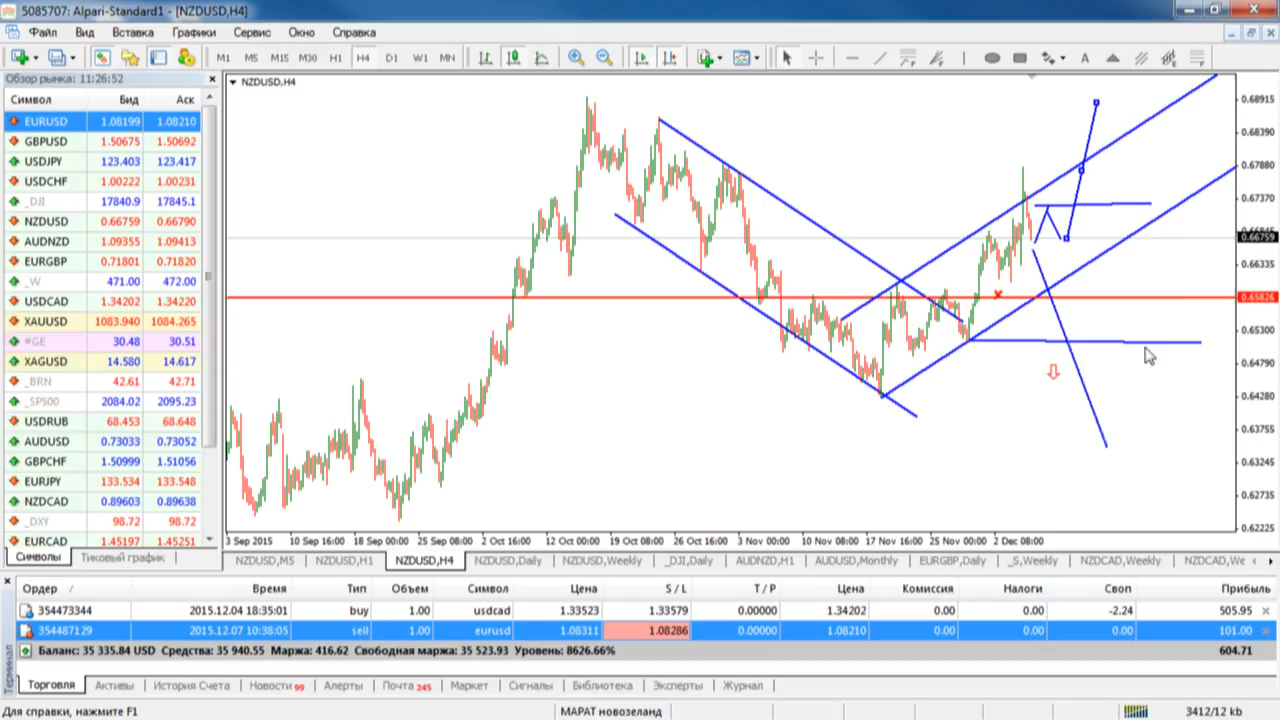 5085707: Alpari-Standard1 - [NZDUSD,H4]
Файл Вид Вставка Графики Сервис Окно Справка
M1 M5 M15 M30 H1 H4 D1 W1 MN A
Обзор рынка: 11:26:52
Символ Бид Аск
EURUSD 1.08199 1.08210
GBPUSD 1.50675 1.50692
USDJPY 123.403 123.417
USDCHF 1.00222 1.00231
_DJI 17840.9 17845.1
NZDUSD 0.66759 0.66790
AUDNZD 1.09355 1.09413
EURGBP 0.71801 0.71820
_W 471.00 472.00
USDCAD 1.34202 1.34220
XAUUSD 1083.940 1084.265
#GE 30.48 30.51
XAGUSD 14.580 14.617
_BRN 42.61 42.71
_SP500 2084.02 2095.23
USDRUB 68.453 68.648
AUDUSD 0.73033 0.73052
GBPCHF 1.50999 1.51056
EURJPY 133.534 133.548
NZDCAD 0.89603 0.89638
_DXY 98.72 98.72
EURCAD 1.45197 1.45251
Символы Тиковый график
NZDUSD,H4
0.68915
0.68390
0.67880
0.67370
0.66759
0.66335
0.65826
0.65300
0.64790
0.64280
0.63755
0.63245
0.62735
0.62225
3 Sep 2015 10 Sep 16:00 18 Sep 00:00 25 Sep 08:00 2 Oct 16:00 12 Oct 00:00 19 Oct 08:00 26 Oct 16:00 3 Nov 00:00 10 Nov 08:00 17 Nov 16:00 25 Nov 00:00 2 Dec 08:00
NZDUSD,M5 NZDUSD,H1 NZDUSD,H4 NZDUSD,Daily NZDUSD,Weekly _DJI,Daily AUDNZD,H1 AUDUSD,Monthly EURGBP,Daily _S,Weekly NZDCAD,Weekly NZDCAD,We
Ордер Время Тип Объем Символ Цена S / L T / P Цена Комиссия Налоги Своп Прибыль
354473344 2015.12.04 18:35:01 buy 1.00 usdcad 1.33523 1.33579 0.00000 1.34202 0.00 0.00 -2.24 505.95
354487129 2015.12.07 10:38:05 sell 1.00 eurusd 1.08311 1.08286 0.00000 1.08210 0.00 0.00 0.00 101.00
Баланс: 35 335.84 USD Средства: 35 940.55 Маржа: 416.62 Свободная маржа: 35 523.93 Уровень: 8626.66% 604.71
Терминал
Торговля Активы История Счета Новости 99 Алерты Почта 245 Маркет Сигналы Библиотека Эксперты Журнал
Для справки, нажмите F1 МАРАТ новозеланд 3412/12 kb